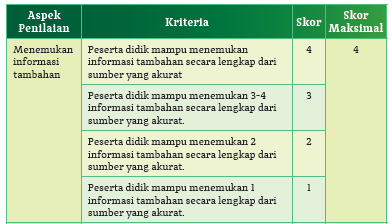 Aspek Penilaian
Kriteria
Skor
Skor Maksimal
Menemukan informasi tambahan
Peserta didik mampu menemukan
informasi tambahan secara lengkap dari
sumber yang akurat
4
4
Peserta didik mampu menemukan 3-4
informasi tambahan secara lengkap dari
sumber yang akurat.
3
Peserta didik mampu menemukan 2
informasi tambahan secara lengkap dari
sumber yang akurat.
2
Peserta didik mampu menemukan 1
informasi tambahan secara lengkap dari
sumber yang akurat.
1